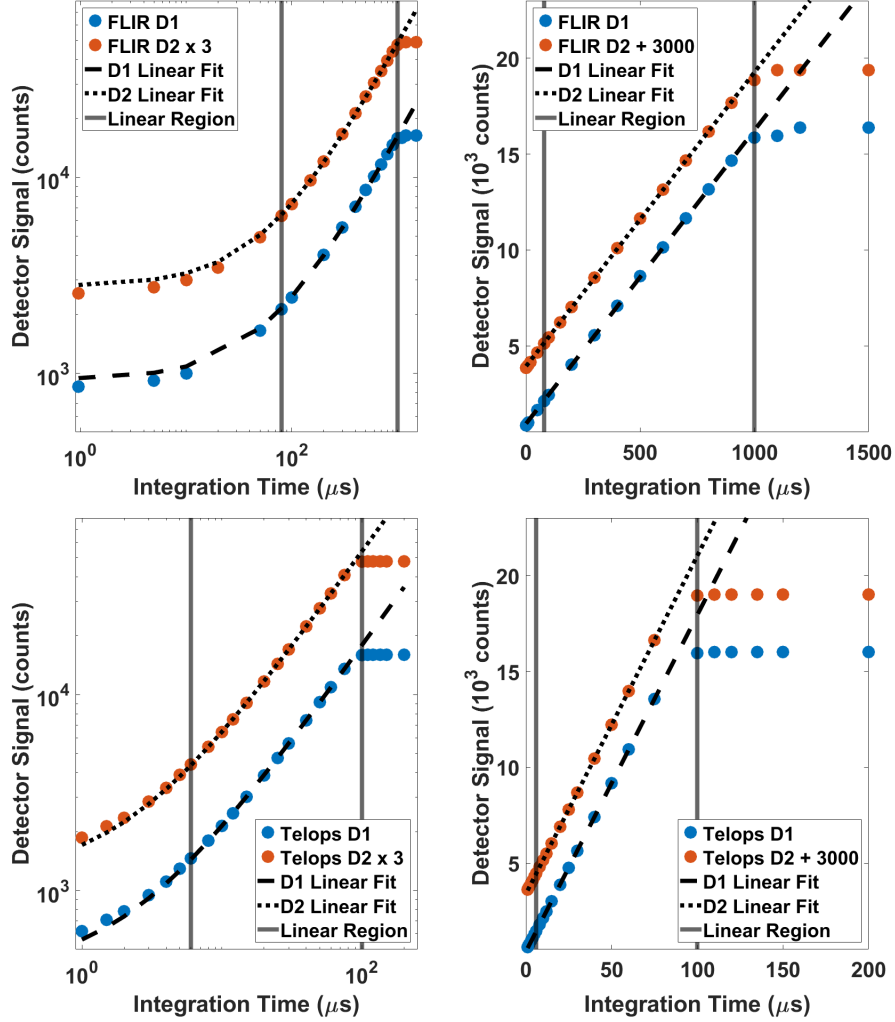 FLIR D1
FLIR D2 x 3
D1 Linear Fit
D2 Linear Fit
Linear Region
10^4
10^3
Detector Signal (counts)
10^0
10^2
Integration Time (μs)
FLIR D1
FLIR D2 + 3000
D1 Linear Fit
D2 Linear Fit
Linear Region
20
15
10
5
Detector Signal (10^3 counts)
0
500
1000
1500
Integration Time (μs)
10^4
10^3
Detector Signal (counts)
Telops D1
Telops D2 x 3
D1 Linear Fit
D2 Linear Fit
Linear Region
10^0
10^2
Integration Time (μs)
20
15
10
5
Detector Signal (10^3 counts)
Telops D1
Telops D2 + 3000
D1 Linear Fit
D2 Linear Fit
Linear Region
0
50
100
150
200
Integration Time (μs)